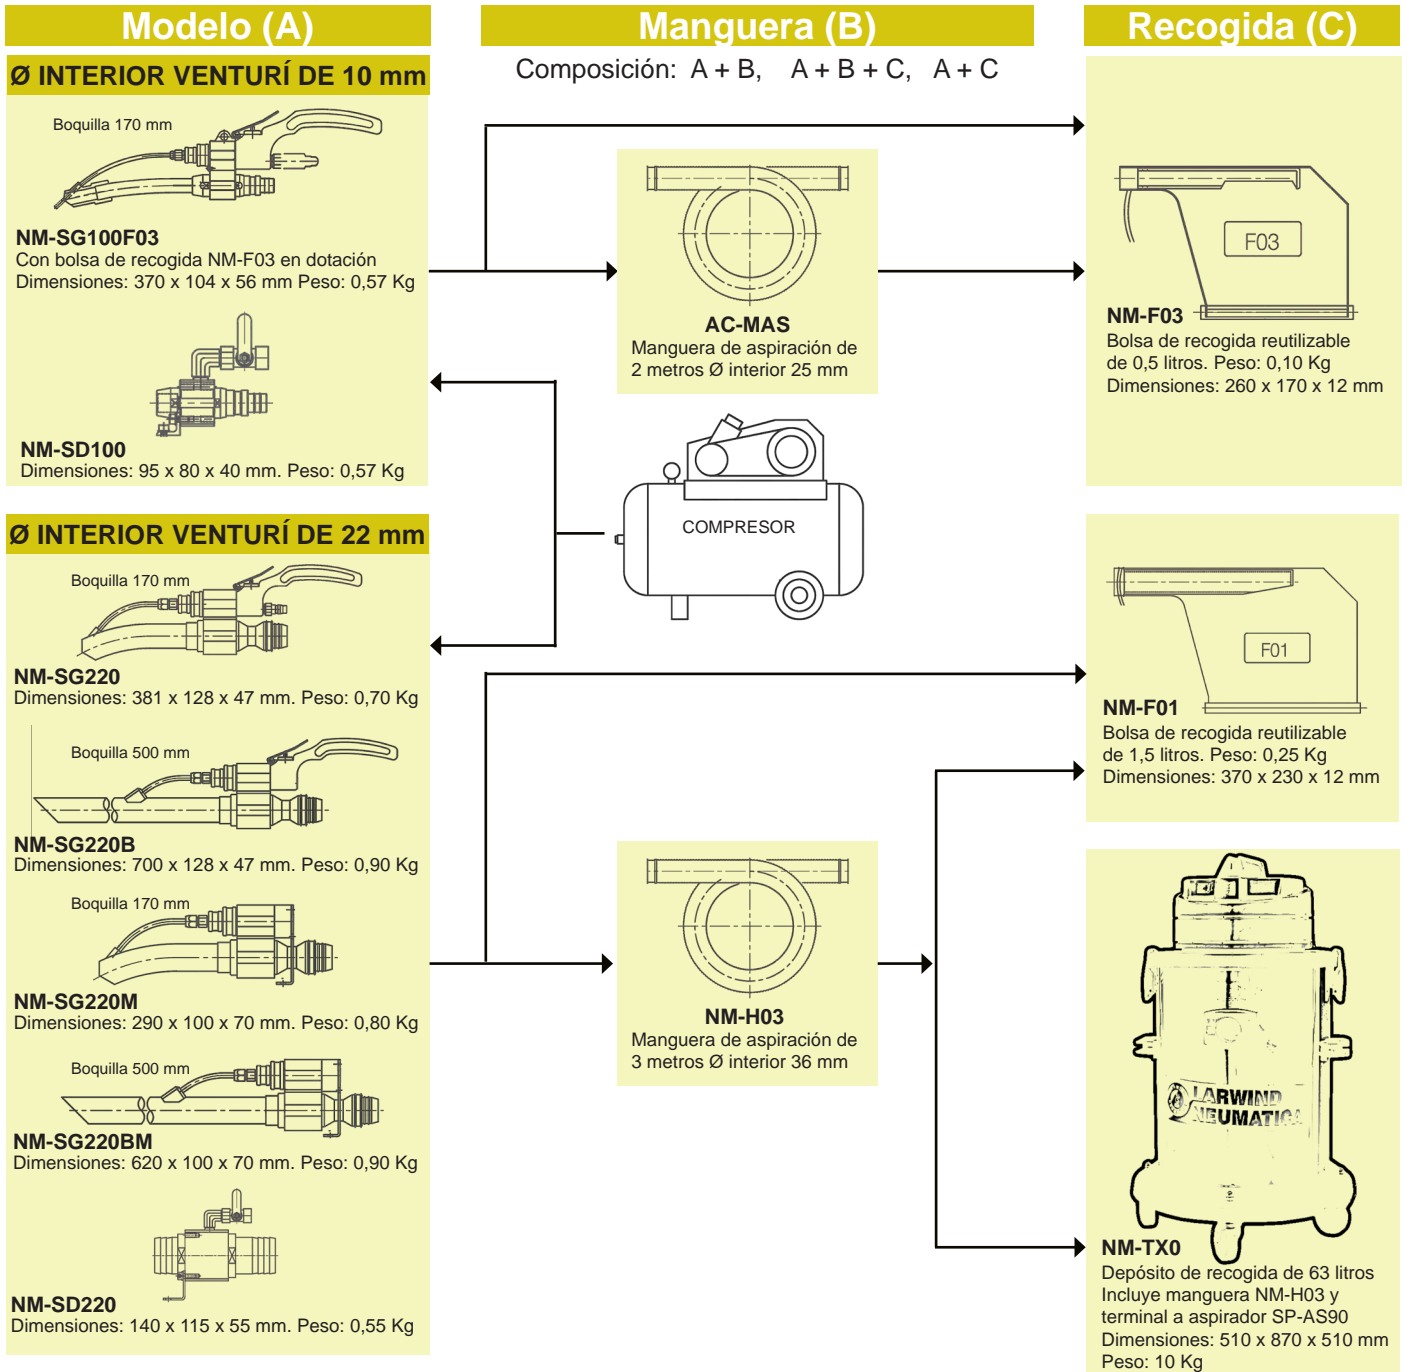 Modelo (A)
Manguera (B)
Recogida (C)
Composición: A + B, A + B + C, A + C
Ø INTERIOR VENTURÍ DE 10 mm
Boquilla 170 mm
NM-SG100F03
Con bolsa de recogida NM-F03 en dotación
Dimensiones: 370 x 104 x 56 mm Peso: 0,57 Kg
NM-SD100
Dimensiones: 95 x 80 x 40 mm. Peso: 0,57 Kg
AC-MAS
Manguera de aspiración de
2 metros Ø interior 25 mm
F03
NM-F03
Bolsa de recogida reutilizable
de 0,5 litros. Peso: 0,10 Kg
Dimensiones: 260 x 170 x 12 mm
COMPRESOR
Ø INTERIOR VENTURÍ DE 22 mm
Boquilla 170 mm
NM-SG220
Dimensiones: 381 x 128 x 47 mm. Peso: 0,70 Kg
Boquilla 500 mm
NM-SG220B
Dimensiones: 700 x 128 x 47 mm. Peso: 0,90 Kg
Boquilla 170 mm
NM-SG220M
Dimensiones: 290 x 100 x 70 mm. Peso: 0,80 Kg
Boquilla 500 mm
NM-SG220BM
Dimensiones: 620 x 100 x 70 mm. Peso: 0,90 Kg
NM-SD220
Dimensiones: 140 x 115 x 55 mm. Peso: 0,55 Kg
NM-H03
Manguera de aspiración de
3 metros Ø interior 36 mm
F01
NM-F01
Bolsa de recogida reutilizable
de 1,5 litros. Peso: 0,25 Kg
Dimensiones: 370 x 230 x 12 mm
LARWIND
NEUMATICA
NM-TX0
Depósito de recogida de 63 litros
Incluye manguera NM-H03 y
terminal a aspirador SP-AS90
Dimensiones: 510 x 870 x 510 mm
Peso: 10 Kg